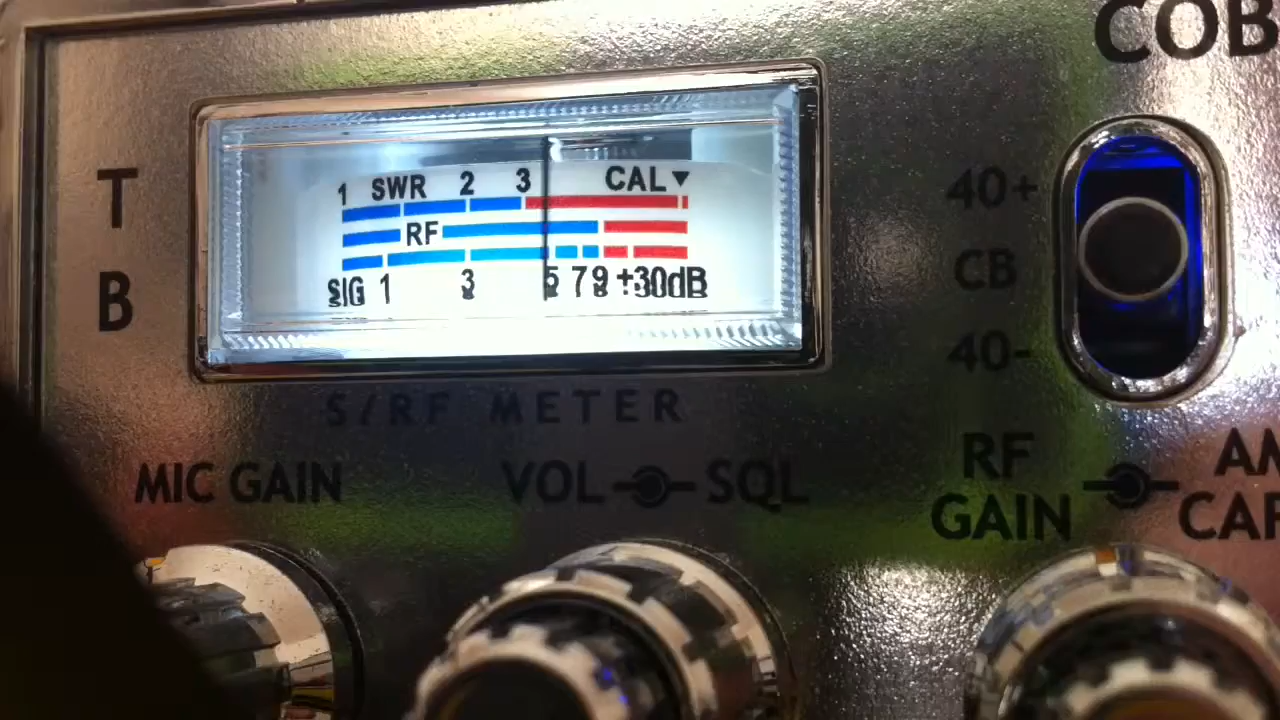 COB
T
B
1 SWR 2 3 CAL▼
RF
SIG 1 3 5 7 9 +30dB
40+
CB
40-
S/RF METER
MIC GAIN
VOL SQL
RF
GAIN
AM
CAR